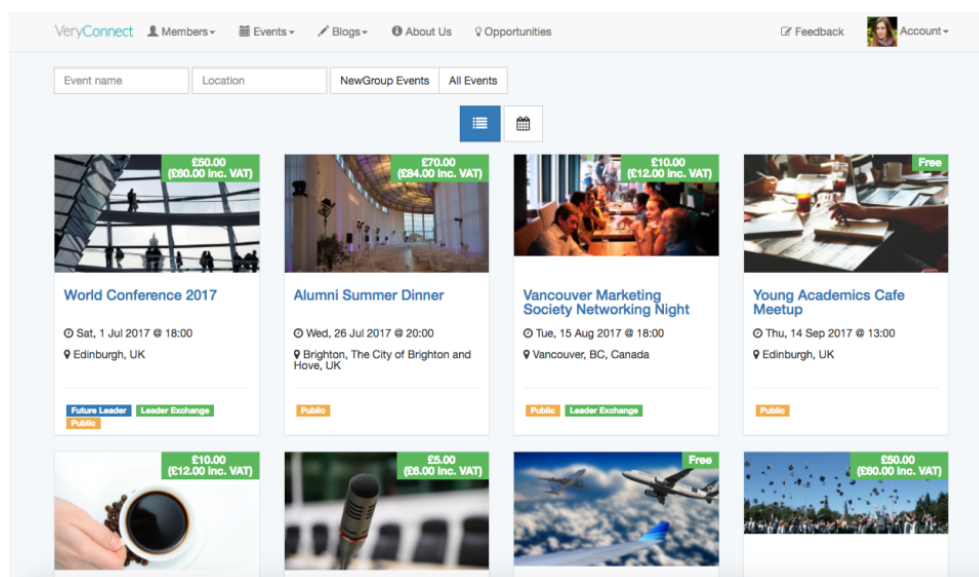 VeryConnect Members Events Blogs About Us Opportunities Feedback Account
Event name Location NewGroup Events All Events
£50.00
(£60.00 inc. VAT)
£70.00
(£84.00 inc. VAT)
£10.00
(£12.00 inc. VAT)
Free
World Conference 2017
Sat, 1 Jul 2017 @ 18:00
Edinburgh, UK
Future Leader Leader Exchange
Public
Alumni Summer Dinner
Wed, 26 Jul 2017 @ 20:00
Brighton, The City of Brighton and
Hove, UK
Public
Vancouver Marketing
Society Networking Night
Tue, 15 Aug 2017 @ 18:00
Vancouver, BC, Canada
Public Leader Exchange
Young Academics Cafe
Meetup
Thu, 14 Sep 2017 @ 13:00
Edinburgh, UK
Public
£10.00
(£12.00 inc. VAT)
£5.00
(£6.00 inc. VAT)
Free
£50.00
(£60.00 inc. VAT)